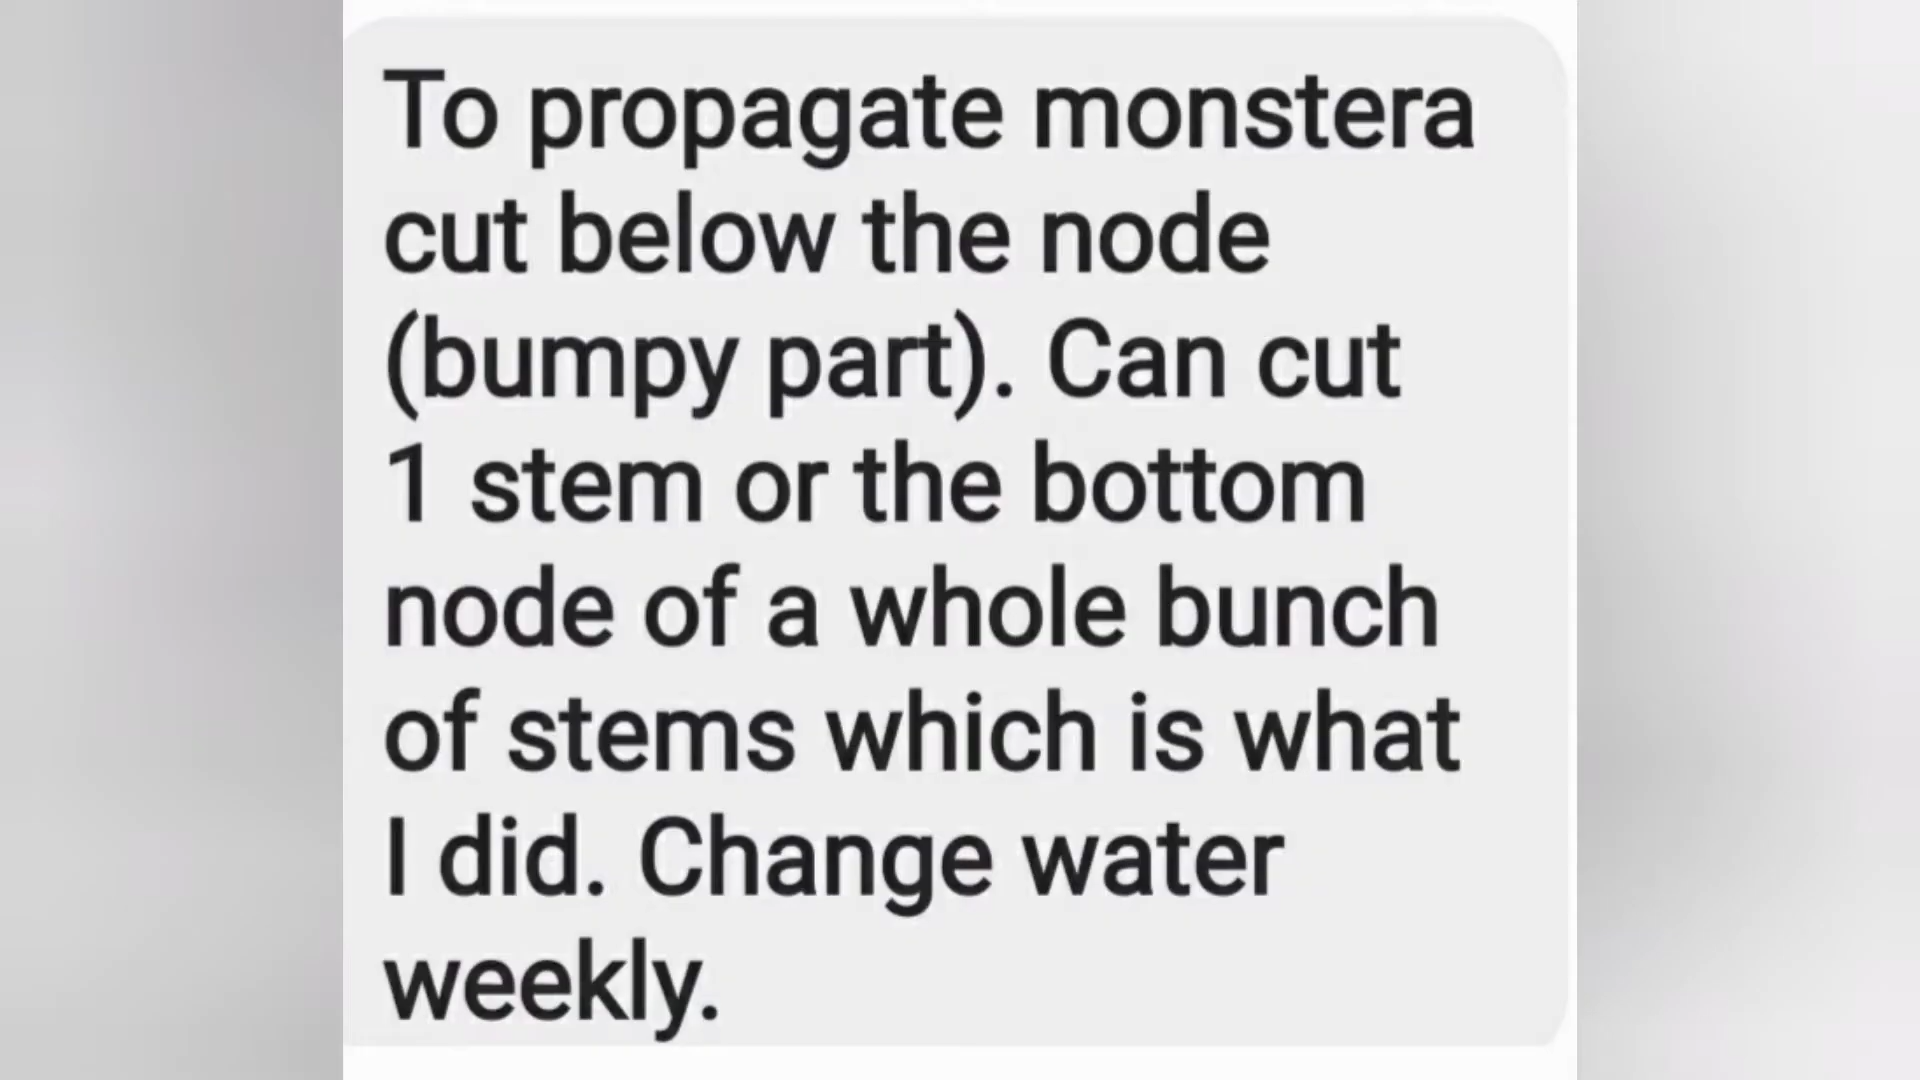 To propagate monstera
cut below the node
(bumpy part). Can cut
1 stem or the bottom
node of a whole bunch
of stems which is what
I did. Change water
weekly.